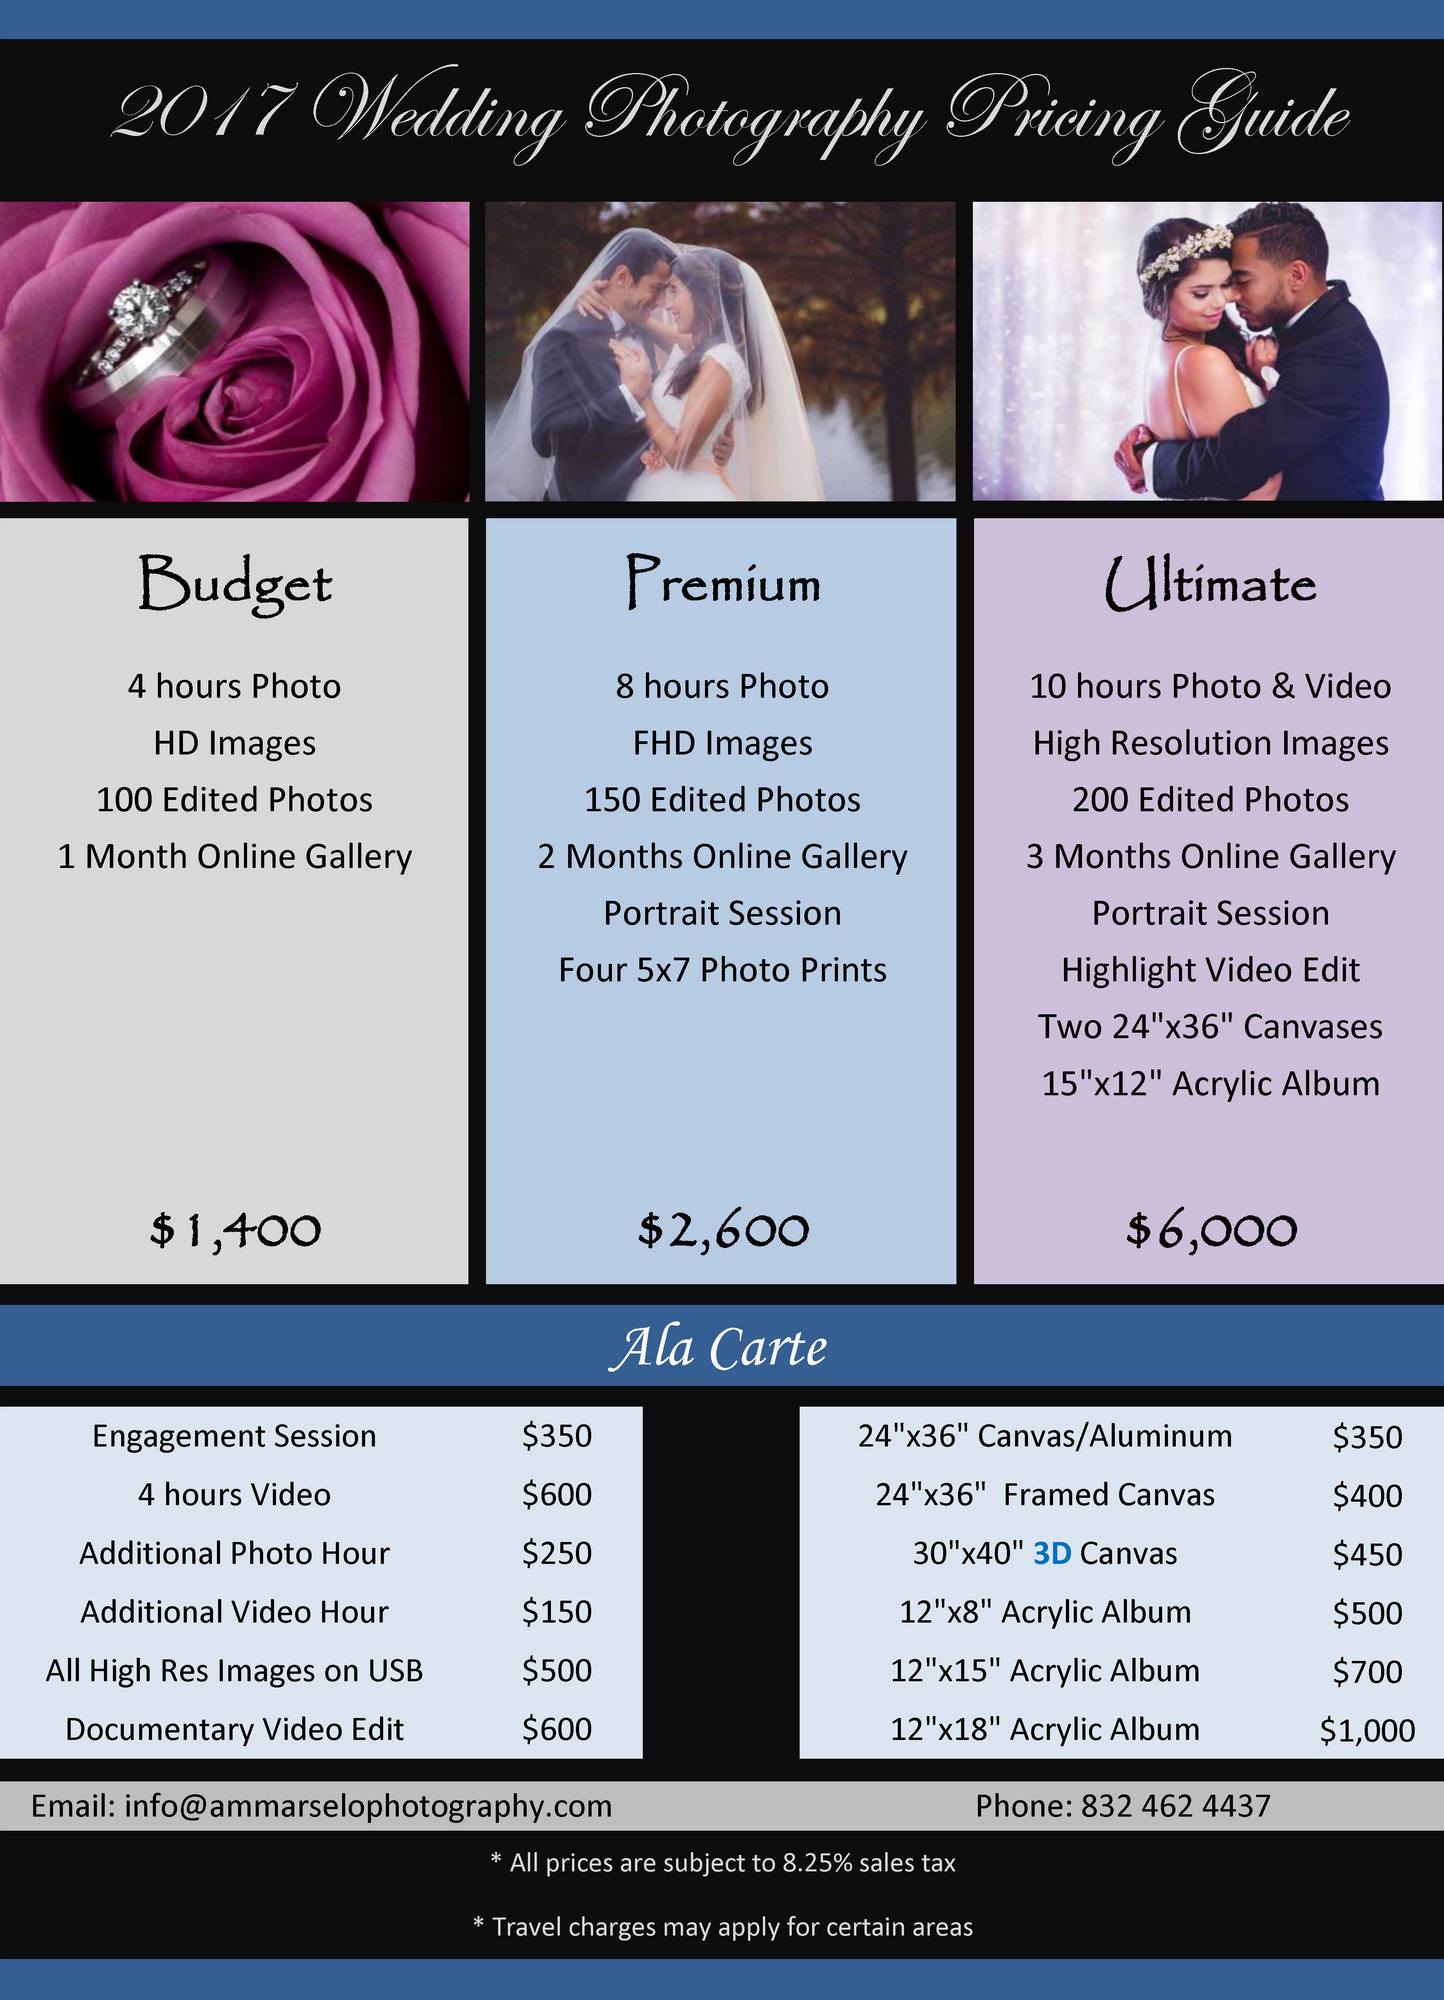 2017 Wedding Photography Pricing Guide
Budget
4 hours Photo
HD Images
100 Edited Photos
1 Month Online Gallery
$1,400
Premium
8 hours Photo
FHD Images
150 Edited Photos
2 Months Online Gallery
Portrait Session
Four 5x7 Photo Prints
$2,600
Ultimate
10 hours Photo & Video
High Resolution Images
200 Edited Photos
3 Months Online Gallery
Portrait Session
Highlight Video Edit
Two 24"x36" Canvases
15"x12" Acrylic Album
$6,000
Ala Carte
Engagement Session $350
4 hours Video $600
Additional Photo Hour $250
Additional Video Hour $150
All High Res Images on USB $500
Documentary Video Edit $600
24"x36" Canvas/Aluminum $350
24"x36" Framed Canvas $400
30"x40" 3D Canvas $450
12"x8" Acrylic Album $500
12"x15" Acrylic Album $700
12"x18" Acrylic Album $1,000
Email: info@ammarselophotography.com Phone: 832 462 4437
* All prices are subject to 8.25% sales tax
* Travel charges may apply for certain areas